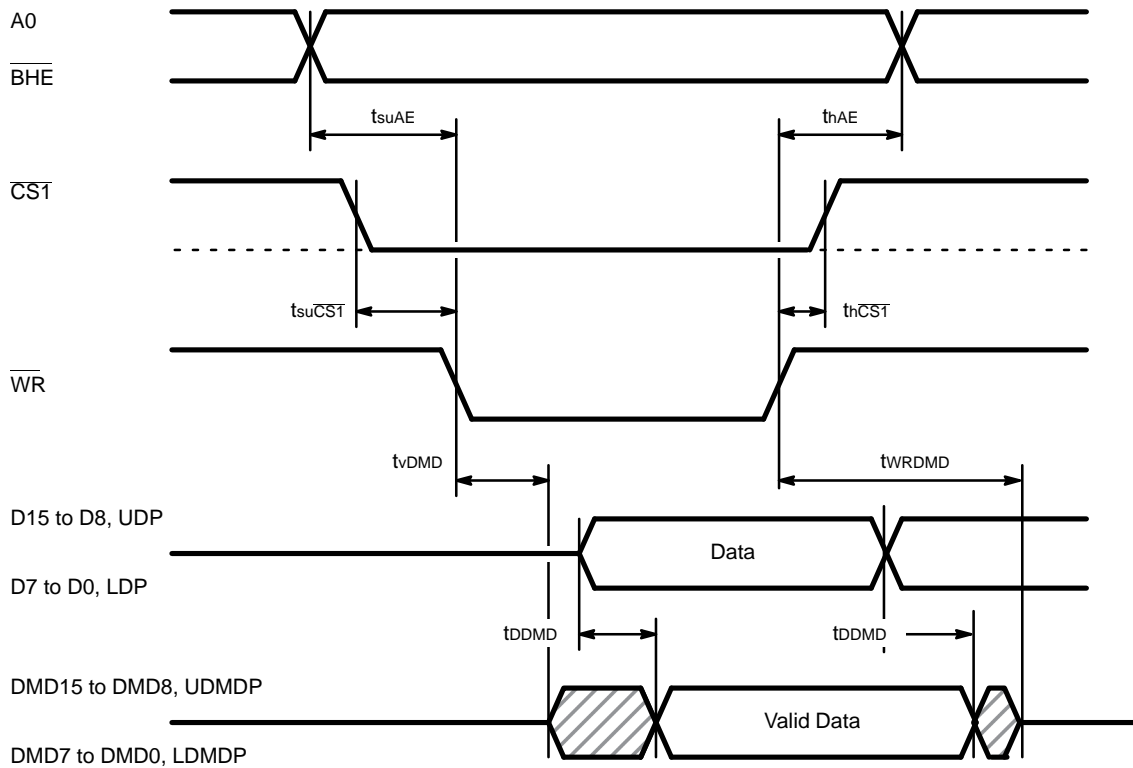 A0
BHE
tsuAE
thAE
CS1
tsuCS1
thCS1
WR
tvDMD
tWRDMD
D15 to D8, UDP
Data
D7 to D0, LDP
tDDMD
tDDMD
DMD15 to DMD8, UDMDP
Valid Data
DMD7 to DMD0, LDMDP